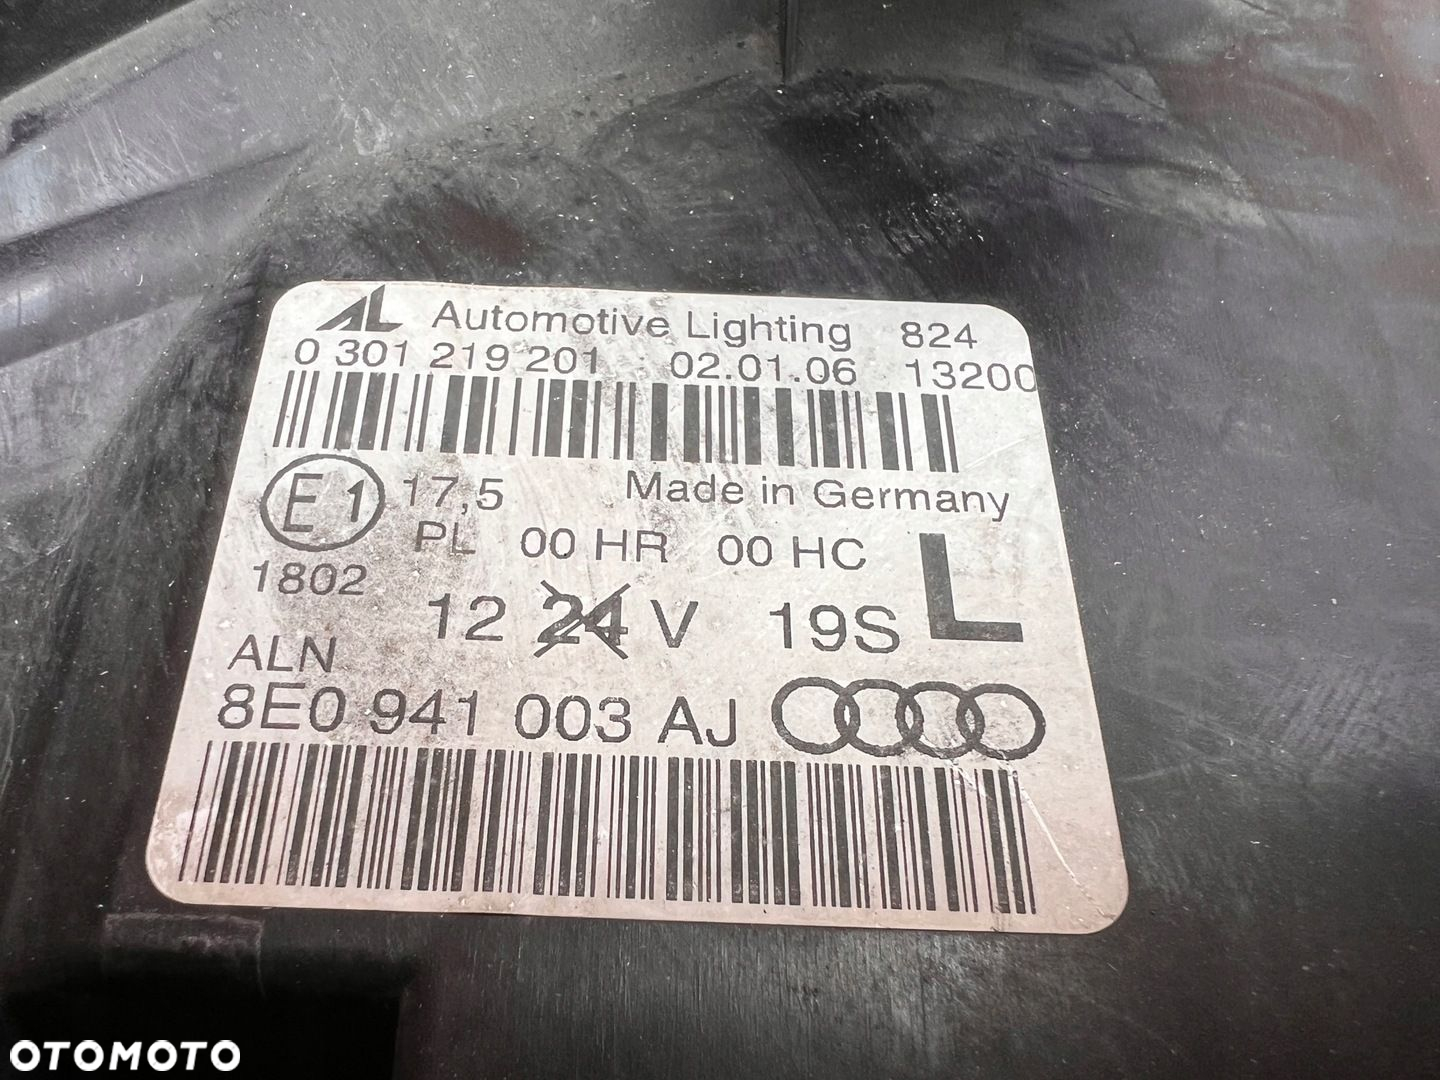 AL Automotive Lighting 824
0 301 219 201 02.01.06 13200
E1 17,5 Made in Germany
PL 00 HR 00 HC L
1802
12 24 V 19S
ALN
8E0 941 003 AJ
OTOMOTO